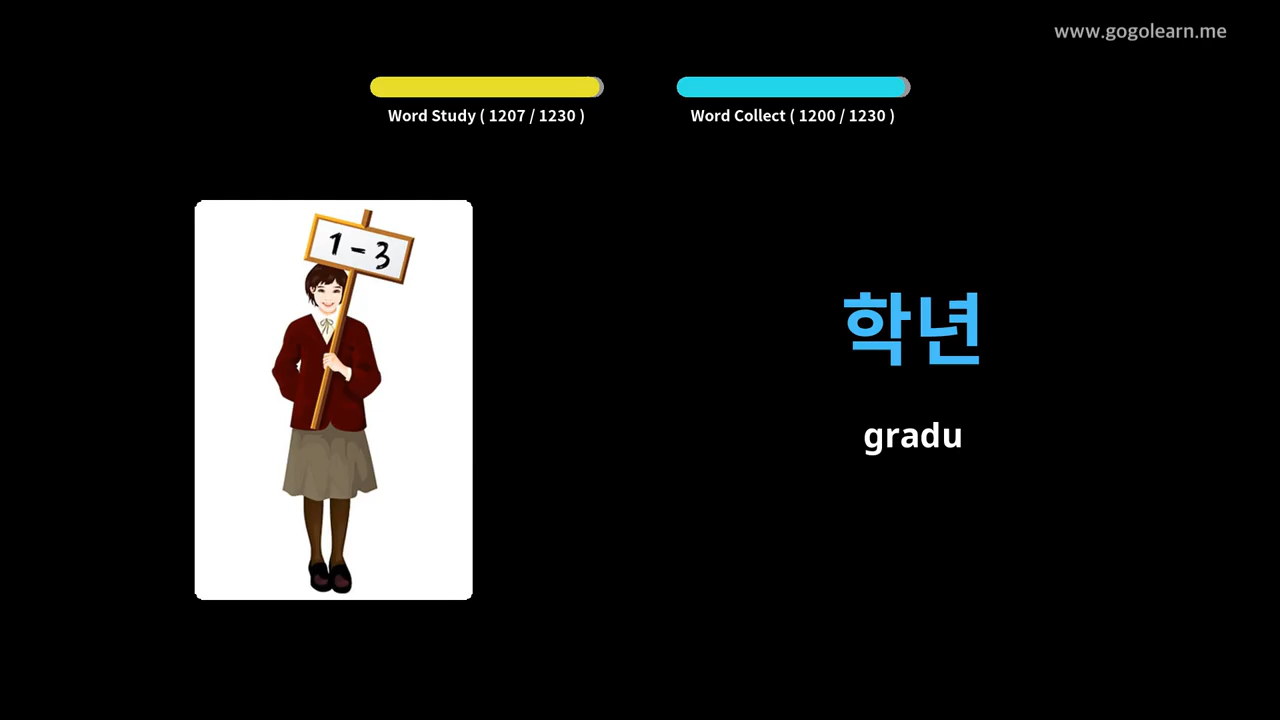 www.gogolearn.me
Word Study ( 1207 / 1230 )
Word Collect ( 1200 / 1230 )
1 - 3
학년
gradu